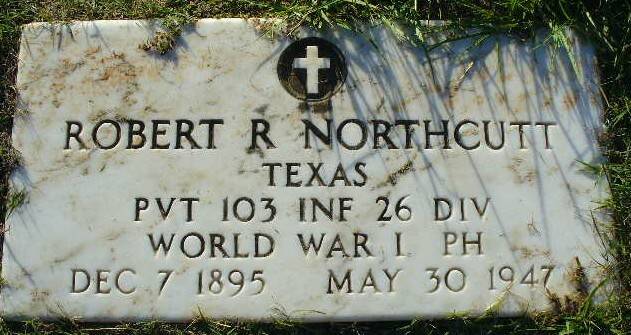 ROBERT R NORTHCUTT
TEXAS
PVT 103 INF 26 DIV
WORLD WAR I PH
DEC 7 1895 MAY 30 1947